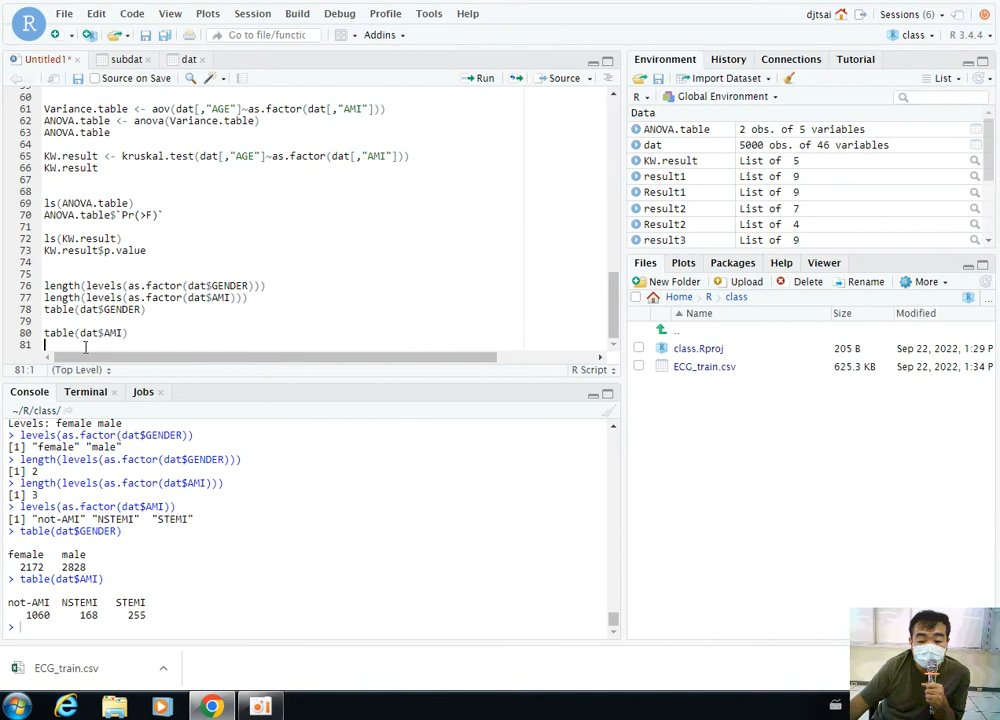 File Edit Code View Plots Session Build Debug Profile Tools Help
djtsai Sessions (6)
R
Go to file/functi Addins
class R 3.4.4
Untitled1* subdat dat
Source on Save Run Source
60
61 Variance.table <- aov(dat[,"AGE"]~as.factor(dat[,"AMI"]))
62 ANOVA.table <- anova(Variance.table)
63 ANOVA.table
64
65 KW.result <- kruskal.test(dat[,"AGE"]~as.factor(dat[,"AMI"]))
66 KW.result
67
68
69 ls(ANOVA.table)
70 ANOVA.table$`Pr(>F)`
71
72 ls(KW.result)
73 KW.result$p.value
74
75
76 length(levels(as.factor(dat$GENDER)))
77 length(levels(as.factor(dat$AMI)))
78 table(dat$GENDER)
79
80 table(dat$AMI)
81
81:1 (Top Level) R Script
Console Terminal Jobs
~/R/class/
Levels: female male
> levels(as.factor(dat$GENDER))
[1] "female" "male"
> length(levels(as.factor(dat$GENDER)))
[1] 2
> length(levels(as.factor(dat$AMI)))
[1] 3
> levels(as.factor(dat$AMI))
[1] "not-AMI" "NSTEMI" "STEMI"
> table(dat$GENDER)
female male
2172 2828
> table(dat$AMI)
not-AMI NSTEMI STEMI
1060 168 255
>
Environment History Connections Tutorial
Import Dataset List
R Global Environment
Data
ANOVA.table 2 obs. of 5 variables
dat 5000 obs. of 46 variables
KW.result List of 5
result1 List of 9
Result1 List of 9
result2 List of 7
Result2 List of 4
result3 List of 9
Files Plots Packages Help Viewer
New Folder Upload Delete Rename More
Home R class ...
Name Size Modified
..
class.Rproj 205 B Sep 22, 2022, 1:29 P
ECG_train.csv 625.3 KB Sep 22, 2022, 1:34 P
ECG_train.csv